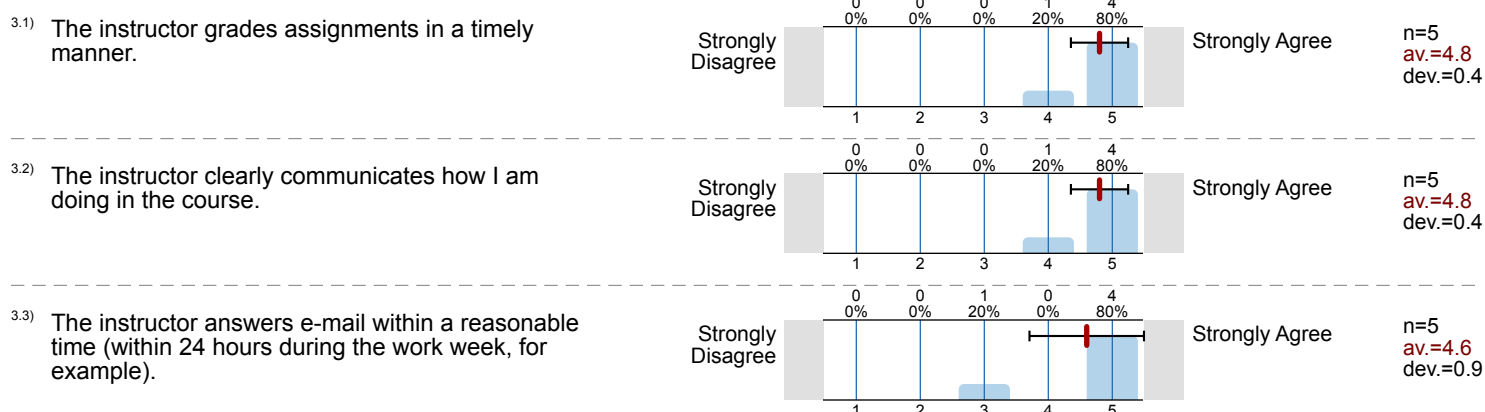 0 0 0 1 4
0% 0% 0% 20% 80%
3.1) The instructor grades assignments in a timely
manner.
Strongly
Disagree
Strongly Agree
n=5
av.=4.8
dev.=0.4
1 2 3 4 5
0 0 0 1 4
0% 0% 0% 20% 80%
3.2) The instructor clearly communicates how I am
doing in the course.
Strongly
Disagree
Strongly Agree
n=5
av.=4.8
dev.=0.4
1 2 3 4 5
0 0 1 0 4
0% 0% 20% 0% 80%
3.3) The instructor answers e-mail within a reasonable
time (within 24 hours during the work week, for
example).
Strongly
Disagree
Strongly Agree
n=5
av.=4.6
dev.=0.9
1 2 3 4 5